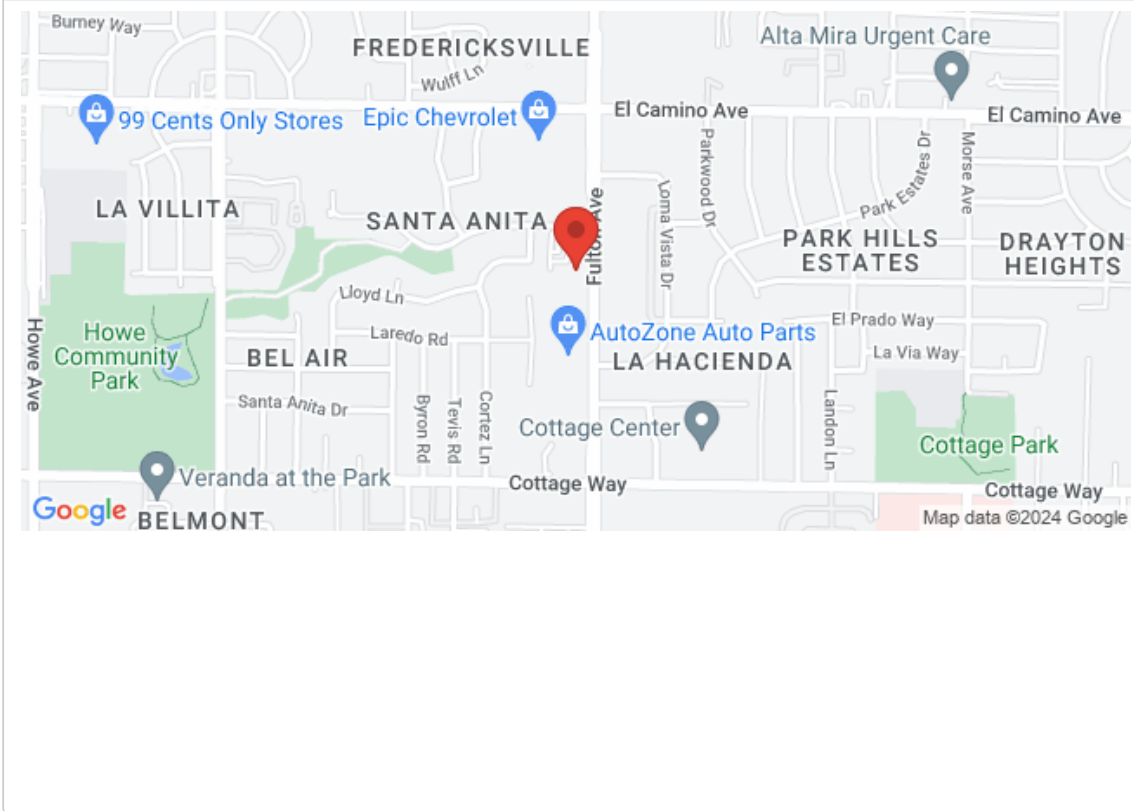 Burney Way
FREDERICKSVILLE
Alta Mira Urgent Care
Wulff Ln
99 Cents Only Stores
Epic Chevrolet
El Camino Ave
El Camino Ave
Parkwood Dr
Morse Ave
Park Estates Dr
LA VILLITA
SANTA ANITA
Fulton Ave
Loma Vista Dr
PARK HILLS
ESTATES
DRAYTON
HEIGHTS
Lloyd Ln
Howe Ave
Howe
Community
Park
Laredo Rd
AutoZone Auto Parts
El Prado Way
BEL AIR
LA HACIENDA
La Via Way
Santa Anita Dr
Byron Rd
Tevis Rd
Cortez Ln
Cottage Center
Landon Ln
Cottage Park
Veranda at the Park
Cottage Way
Cottage Way
Google
BELMONT
Map data ©2024 Google